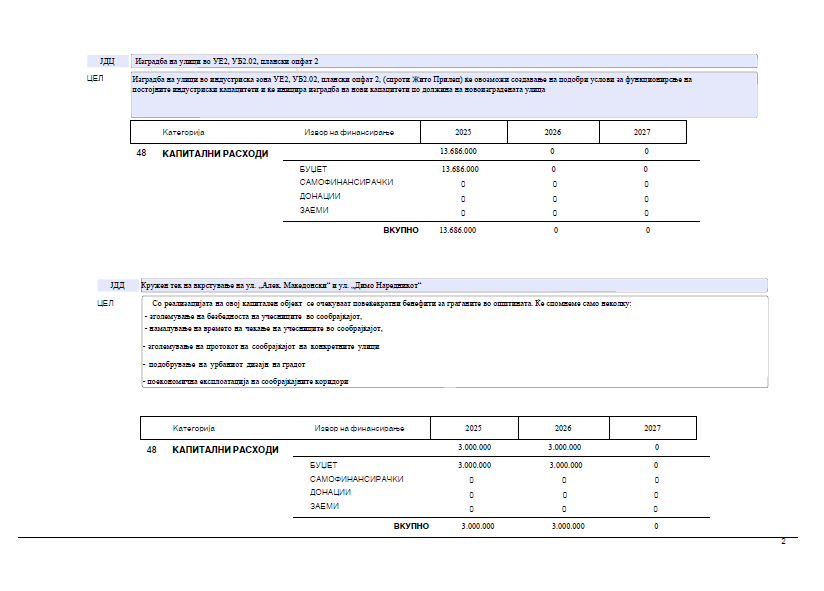 ЈДЏ Изградба на улици во УЕ2, УБ2.02, плански опфат 2
ЦЕЛ Изградба на улици во индустриска зона УЕ2, УБ2.02, плански опфат 2, (спроти Жито Прилеп) ке овозможи создавање на подобри услови за функционирсње на
постојните индустриски капацитети и ке иницира изградба на нови капацитети по должина на новоизградената улица
Категорија Извор на финансирање 2025 2026 2027
48 КАПИТАЛНИ РАСХОДИ 13.686.000 0 0
БУЏЕТ 13.686.000 0 0
САМОФИНАНСИРАЧКИ 0 0 0
ДОНАЦИИ 0 0 0
ЗАЕМИ 0 0 0
ВКУПНО 13.686.000 0 0
ЈДД Кружен тек на вкрстување на ул. „Алек. Македонски“ и ул. „Димо Наредникот“
ЦЕЛ Со реализацијата на овој капитален објект се очекуваат повеќекратни бенефити за граѓаните во општината. Ќе спомнеме само неколку:
- зголемување на безбедноста на учесниците во сообраќајот,
- намалување на времето на чекање на учесниците во сообраќајот,
- зголемување на протокот на сообраќајот на конкретните улици
- подобрување на урбаниот дизајн на градот
- поекономична експлоатација на сообраќајните коридори
Категорија Извор на финансирање 2025 2026 2027
48 КАПИТАЛНИ РАСХОДИ 3.000.000 3.000.000 0
БУЏЕТ 3.000.000 3.000.000 0
САМОФИНАНСИРАЧКИ 0 0 0
ДОНАЦИИ 0 0 0
ЗАЕМИ 0 0 0
ВКУПНО 3.000.000 3.000.000 0
2